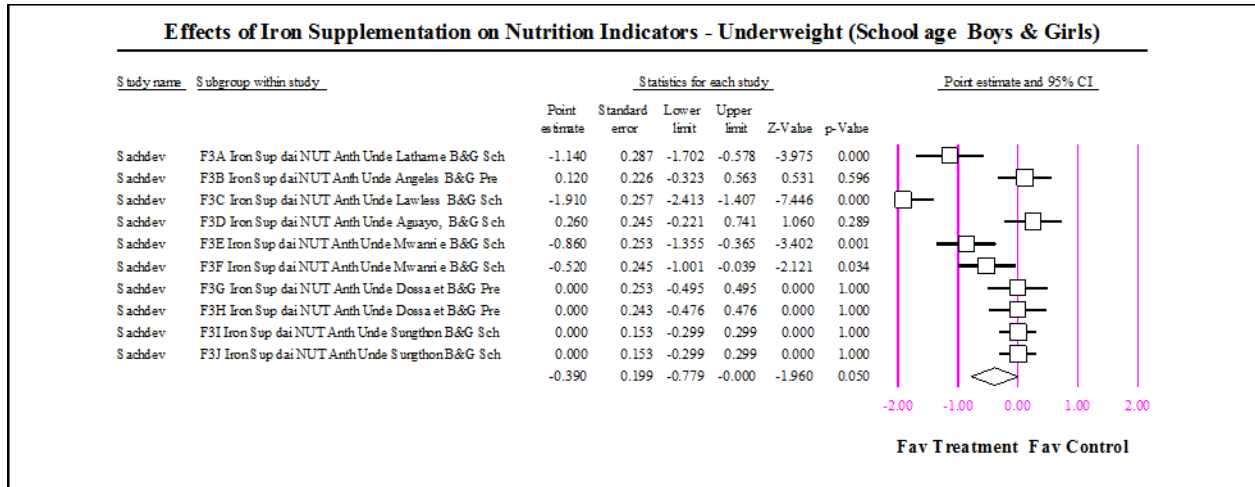 Effects of Iron Supplementation on Nutrition Indicators - Underweight (School age Boys & Girls)
Study name Subgroup within study Statistics for each study Point estimate and 95% CI
Point Standard Lower Upper
estimate error limit limit Z-Value p-Value
Sachdev F3A Iron Sup dai NUT Anth Unde Latham e B&G Sch -1.140 0.287 -1.702 -0.578 -3.975 0.000
Sachdev F3B Iron Sup dai NUT Anth Unde Angeles B&G Pre 0.120 0.226 -0.323 0.563 0.531 0.596
Sachdev F3C Iron Sup dai NUT Anth Unde Lawless B&G Sch -1.910 0.257 -2.413 -1.407 -7.446 0.000
Sachdev F3D Iron Sup dai NUT Anth Unde Aguayo, B&G Sch 0.260 0.245 -0.221 0.741 1.060 0.289
Sachdev F3E Iron Sup dai NUT Anth Unde Mwanri e B&G Sch -0.860 0.253 -1.355 -0.365 -3.402 0.001
Sachdev F3F Iron Sup dai NUT Anth Unde Mwanri e B&G Sch -0.520 0.245 -1.001 -0.039 -2.121 0.034
Sachdev F3G Iron Sup dai NUT Anth Unde Dossa et B&G Pre 0.000 0.253 -0.495 0.495 0.000 1.000
Sachdev F3H Iron Sup dai NUT Anth Unde Dossa et B&G Pre 0.000 0.243 -0.476 0.476 0.000 1.000
Sachdev F3I Iron Sup dai NUT Anth Unde Sungthon B&G Sch 0.000 0.153 -0.299 0.299 0.000 1.000
Sachdev F3J Iron Sup dai NUT Anth Unde Sungthon B&G Sch 0.000 0.153 -0.299 0.299 0.000 1.000
-0.390 0.199 -0.779 -0.000 -1.960 0.050
-2.00 -1.00 0.00 1.00 2.00
Fav Treatment Fav Control